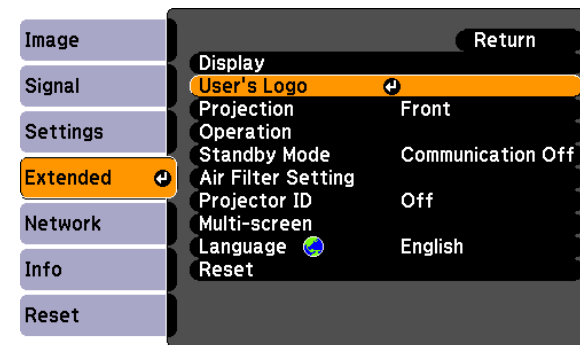 Image
Signal
Settings
Extended
Network
Info
Reset
Return
Display
User's Logo
Projection Front
Operation
Standby Mode Communication Off
Air Filter Setting
Projector ID Off
Multi-screen
Language English
Reset